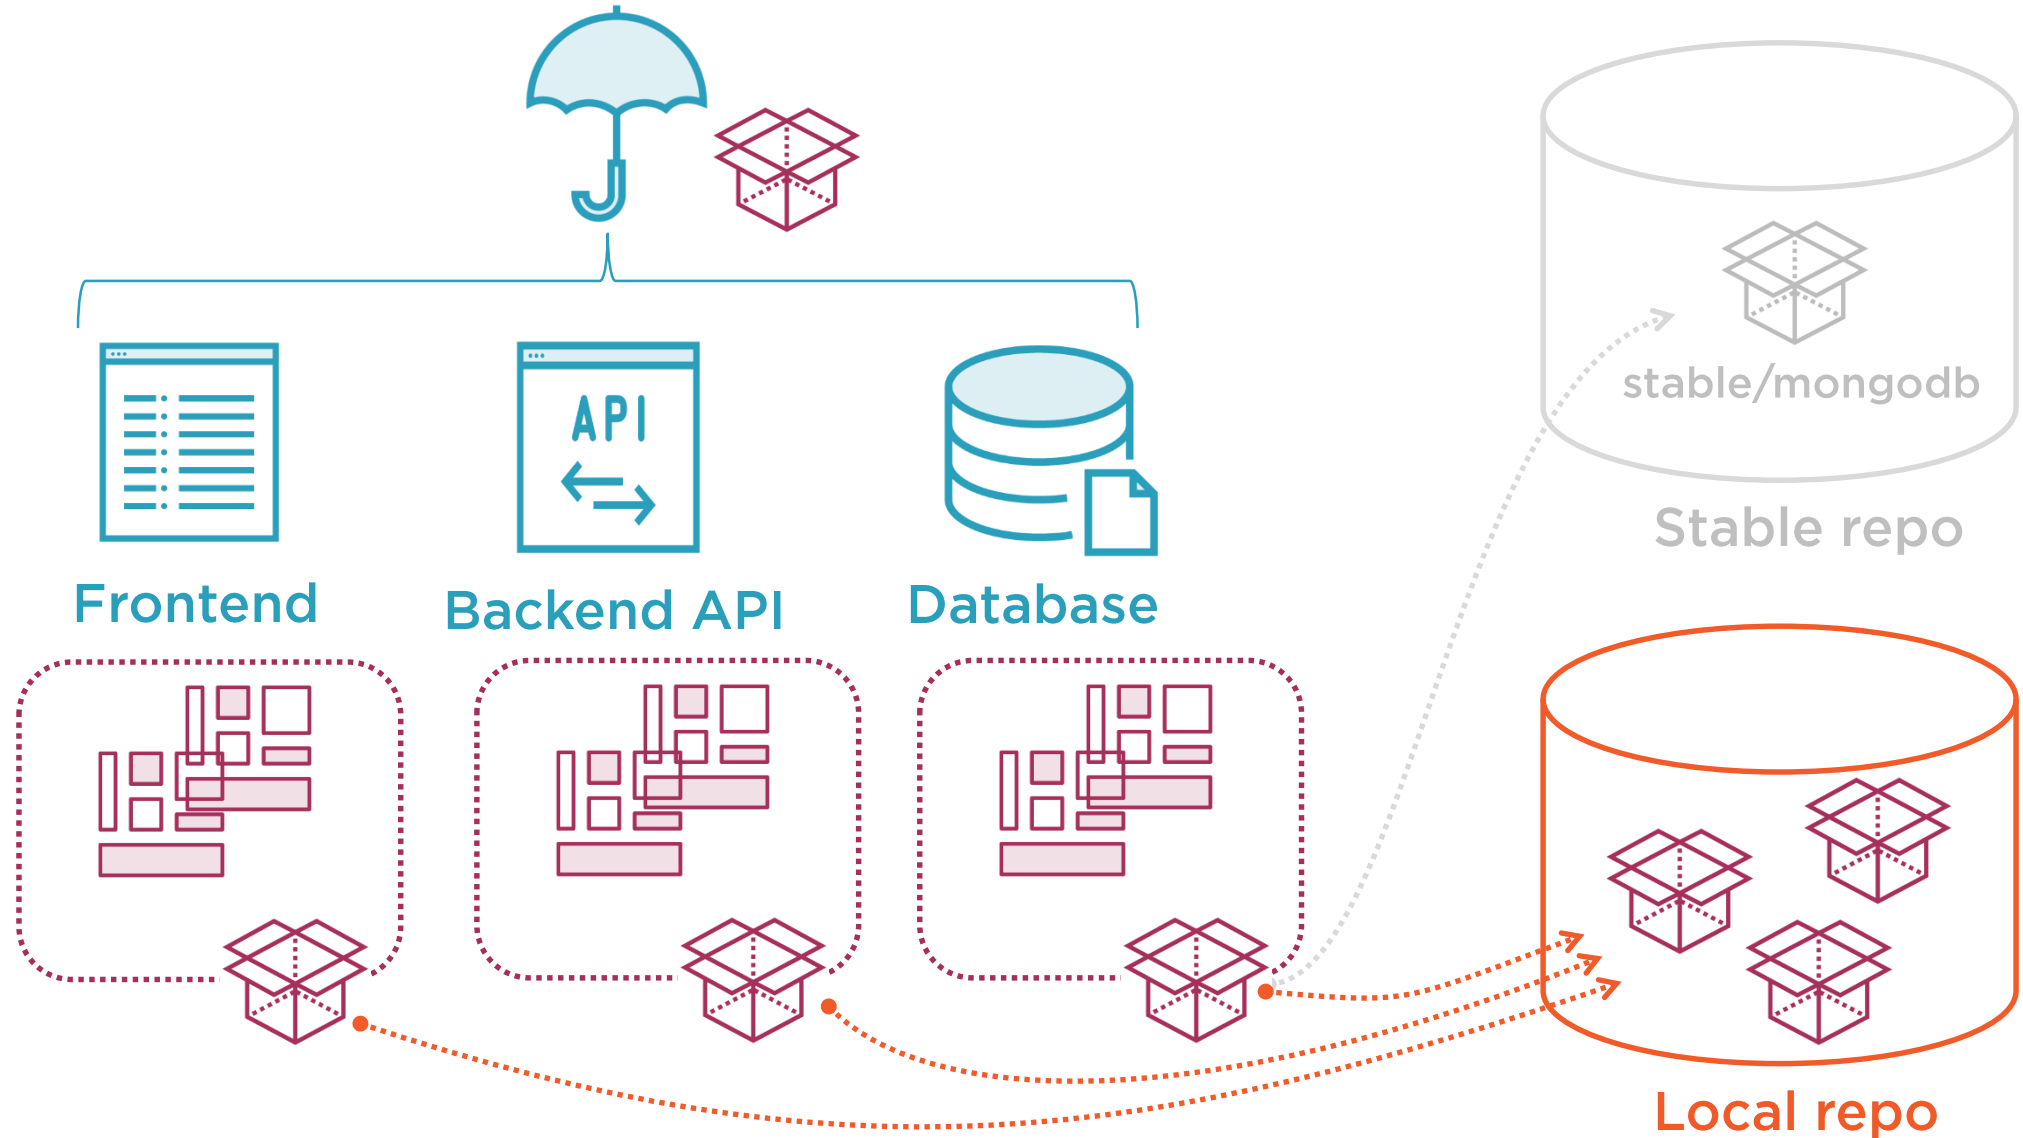 API
Frontend
Backend API
Database
stable/mongodb
Stable repo
Local repo